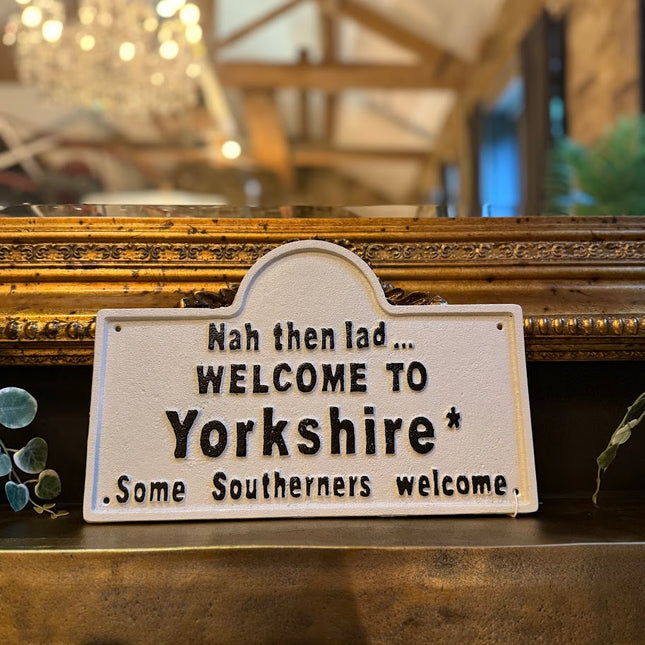 Nah then lad...
WELCOME TO
Yorkshire*
.Some Southerners welcome.